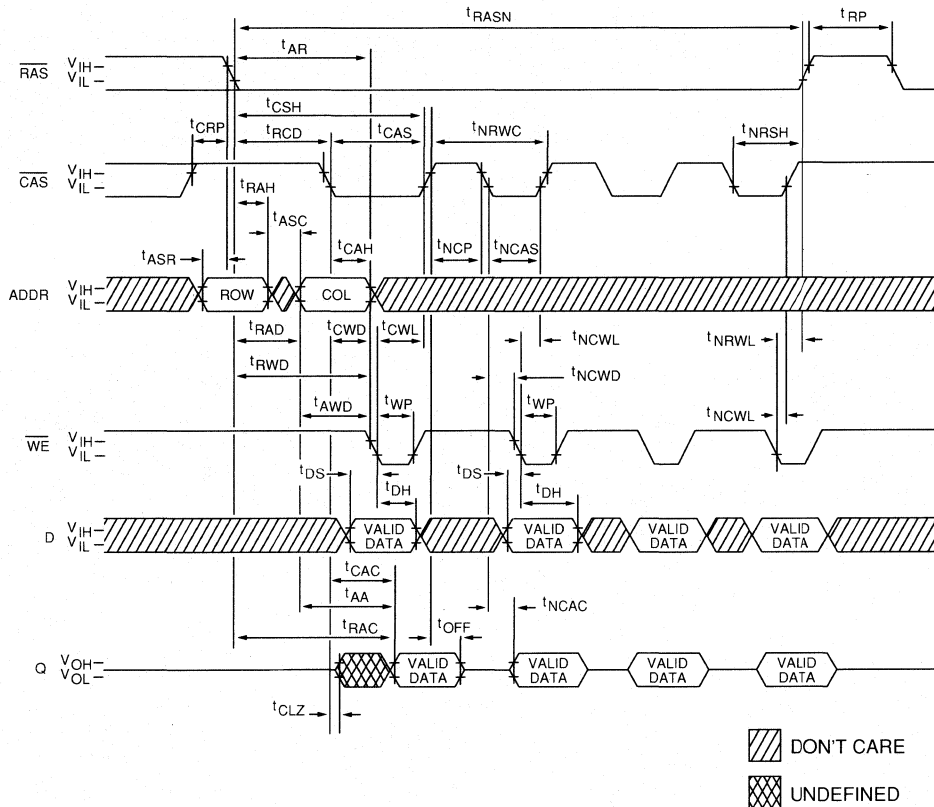 tRASN
tRP
tAR
RAS
VIH
VIL
tCSH
tCRP
tRCD
tCAS
tNRWC
tNRSH
CAS
VIH
VIL
tRAH
tASC
tASR
tCAH
tNCP
tNCAS
ADDR
VIH
VIL
ROW
COL
tRAD
tCWD
tCWL
tNCWL
tNRWL
tRWD
tNCWD
tAWD
tWP
tWP
tNCWL
WE
VIH
VIL
tDS
tDS
tDH
tDH
D
VIH
VIL
VALID DATA
VALID DATA
VALID DATA
VALID DATA
tCAC
tAA
tNCAC
tRAC
tOFF
Q
VOH
VOL
VALID DATA
VALID DATA
VALID DATA
VALID DATA
tCLZ
DON'T CARE
UNDEFINED